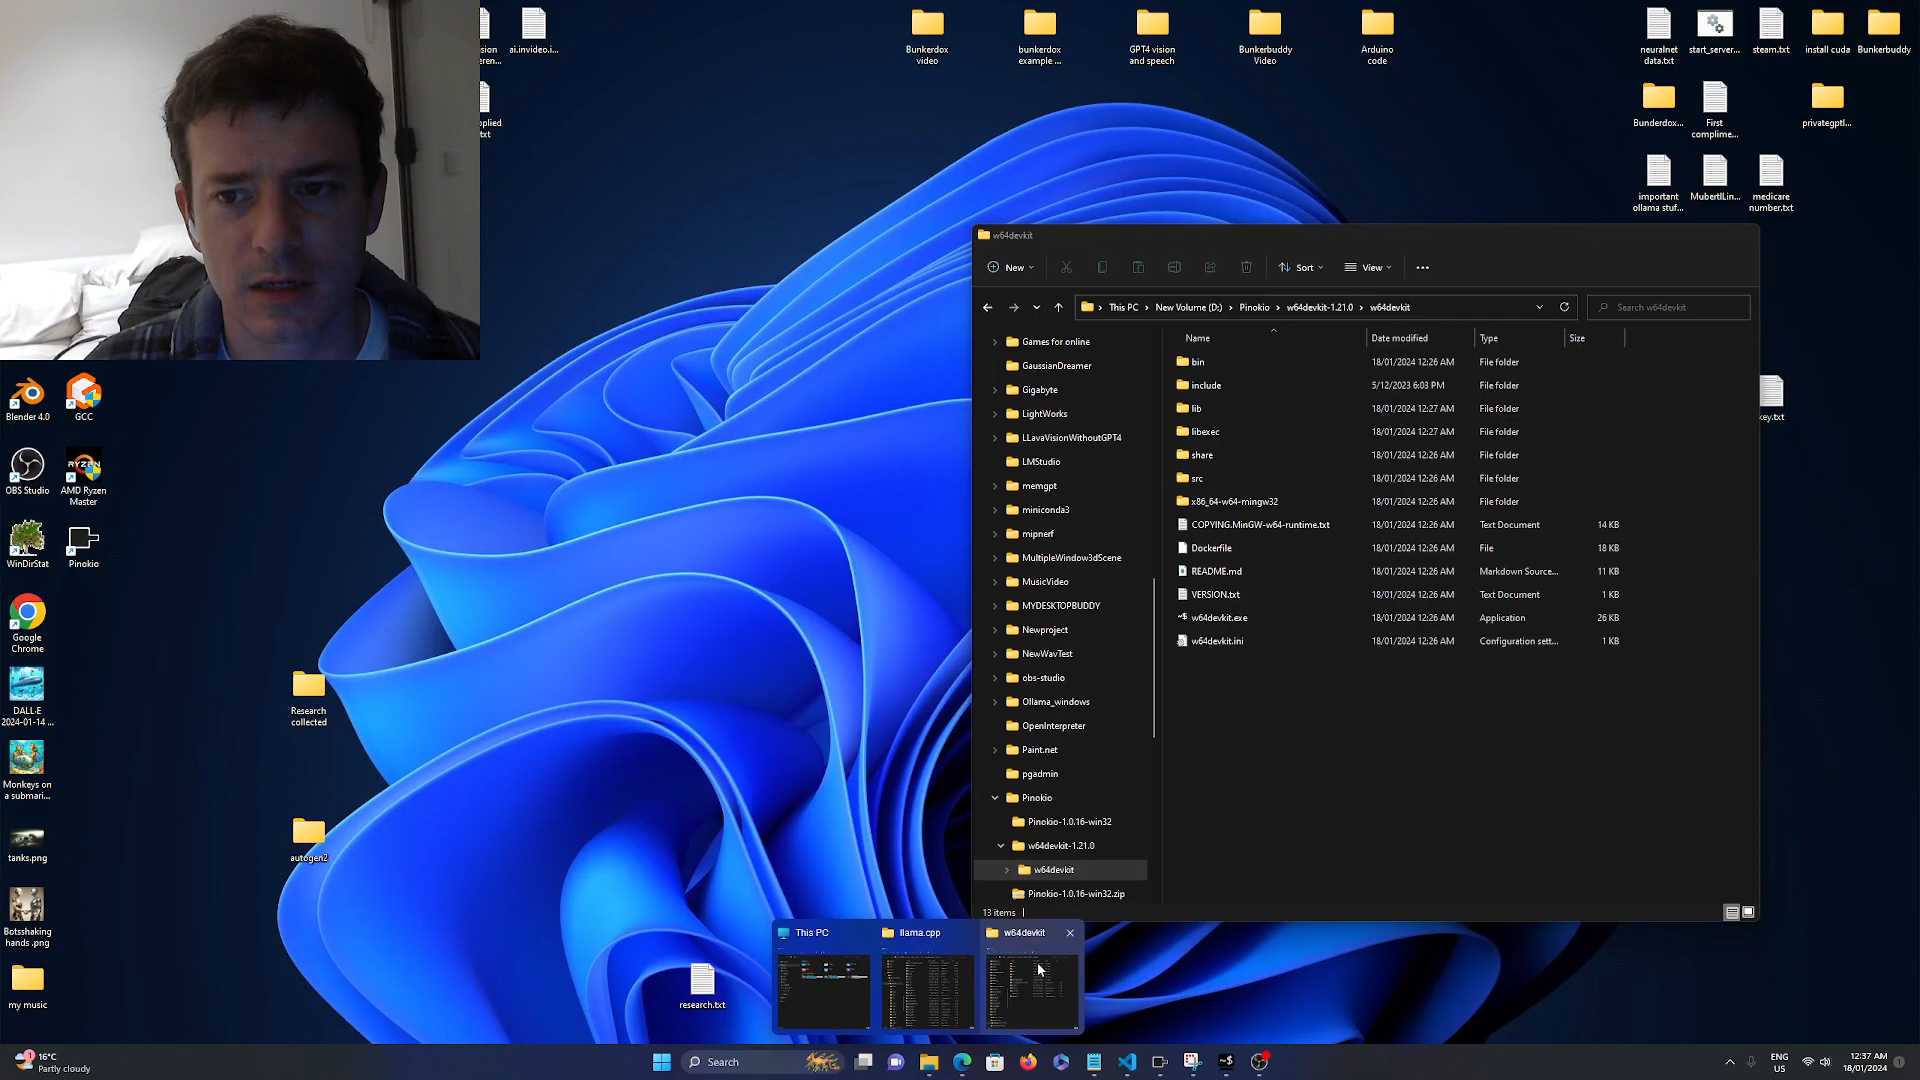 ai.invideo.i...
Bunkerdox
video
bunkerdox
example ...
GPT4 vision
and speech
Bunkerbuddy
Video
Arduino
code
neuralnet
data.txt
start_server...
steam.txt
install cuda
Bunkerbuddy
Bunderdox...
First
complime...
privategptl...
important
ollama stuf...
MubertILin...
medicare
number.txt
key.txt
Blender 4.0
GCC
OBS Studio
RYZEN
AMD Ryzen
Master
WinDirStat
Pinokio
Google
Chrome
DALL·E
2024-01-14 ...
Monkeys on
a submari...
tanks.png
Botsshaking
hands .png
my music
Research
collected
autogen2
research.txt
w64devkit
New
Sort
View
This PC
New Volume (D:)
Pinokio
w64devkit-1.21.0
w64devkit
Search w64devkit
Games for online
GaussianDreamer
Gigabyte
LightWorks
LLavaVisionWithoutGPT4
LMStudio
memgpt
miniconda3
mipnerf
MultipleWindow3dScene
MusicVideo
MYDESKTOPBUDDY
Newproject
NewWavTest
obs-studio
Ollama_windows
OpenInterpreter
Paint.net
pgadmin
Pinokio
Pinokio-1.0.16-win32
w64devkit-1.21.0
w64devkit
Pinokio-1.0.16-win32.zip
Name Date modified Type Size
bin 18/01/2024 12:26 AM File folder
include 5/12/2023 6:03 PM File folder
lib 18/01/2024 12:27 AM File folder
libexec 18/01/2024 12:27 AM File folder
share 18/01/2024 12:26 AM File folder
src 18/01/2024 12:26 AM File folder
x86_64-w64-mingw32 18/01/2024 12:26 AM File folder
COPYING.MinGW-w64-runtime.txt 18/01/2024 12:26 AM Text Document 14 KB
Dockerfile 18/01/2024 12:26 AM File 18 KB
README.md 18/01/2024 12:26 AM Markdown Source... 11 KB
VERSION.txt 18/01/2024 12:26 AM Text Document 1 KB
w64devkit.exe 18/01/2024 12:26 AM Application 26 KB
w64devkit.ini 18/01/2024 12:26 AM Configuration sett... 1 KB
13 items
This PC
llama.cpp
w64devkit
1
16°C
Partly cloudy
Search
ENG
US
12:37 AM
18/01/2024